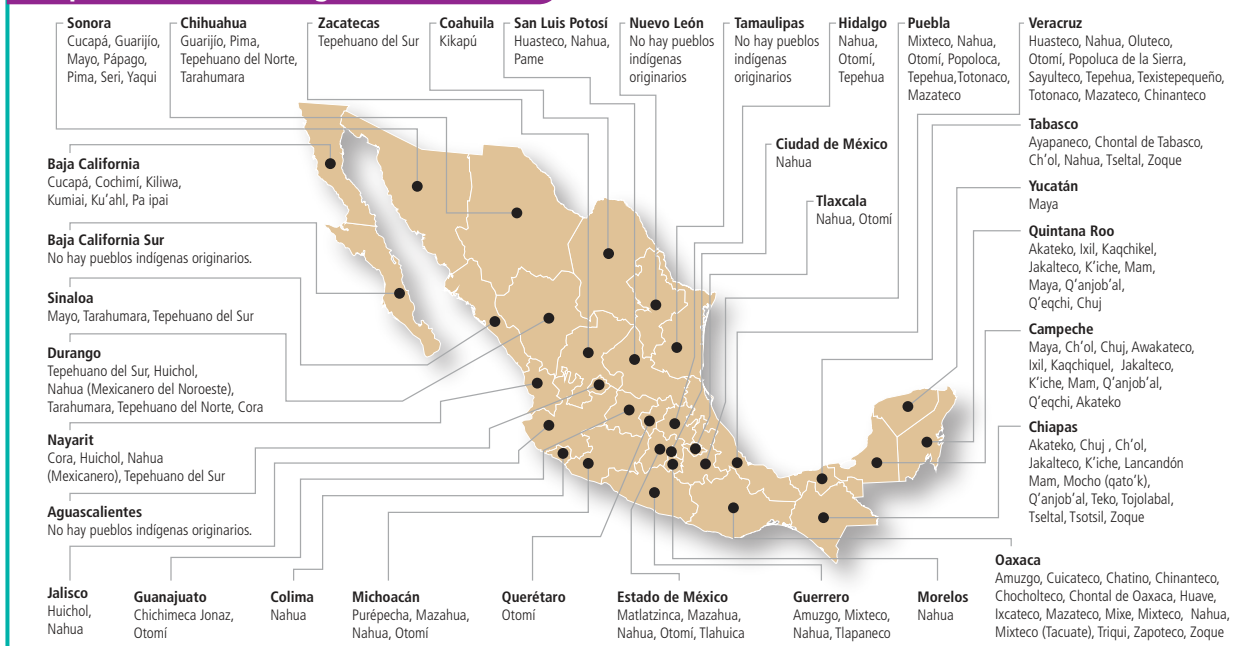 Sonora
Cucapá, Guarijío,
Mayo, Pápago,
Pima, Seri, Yaqui
Chihuahua
Guarijío, Pima,
Tepehuano del Norte,
Tarahumara
Zacatecas
Tepehuano del Sur
Coahuila
Kikapú
San Luis Potosí
Huasteco, Nahua,
Pame
Nuevo León
No hay pueblos
indígenas
originarios
Tamaulipas
No hay pueblos
indígenas
originarios
Hidalgo
Nahua,
Otomí,
Tepehua
Puebla
Mixteco, Nahua,
Otomí, Popoloca,
Tepehua,Totonaco,
Mazateco
Veracruz
Huasteco, Nahua, Oluteco,
Otomí, Popoluca de la Sierra,
Sayulteco, Tepehua, Texistepequeño,
Totonaco, Mazateco, Chinanteco
Ciudad de México
Nahua
Tlaxcala
Nahua, Otomí
Tabasco
Ayapaneco, Chontal de Tabasco,
Ch'ol, Nahua, Tseltal, Zoque
Yucatán
Maya
Quintana Roo
Akateko, Ixil, Kaqchikel,
Jakalteco, K'iche, Mam,
Maya, Q'anjob'al,
Q'eqchi, Chuj
Campeche
Maya, Ch'ol, Chuj, Awakateco,
Ixil, Kaqchiquel, Jakalteco,
K'iche, Mam, Q'anjob'al,
Q'eqchi, Akateko
Chiapas
Akateko, Chuj , Ch'ol,
Jakalteco, K'iche, Lancandón
Mam, Mocho (qato'k),
Q'anjob'al, Teko, Tojolabal,
Tseltal, Tsotsil, Zoque
Baja California
Cucapá, Cochimí, Kiliwa,
Kumiai, Ku'ahl, Pa ipai
Baja California Sur
No hay pueblos indígenas originarios.
Sinaloa
Mayo, Tarahumara, Tepehuano del Sur
Durango
Tepehuano del Sur, Huichol,
Nahua (Mexicanero del Noroeste),
Tarahumara, Tepehuano del Norte, Cora
Nayarit
Cora, Huichol, Nahua
(Mexicanero), Tepehuano del Sur
Aguascalientes
No hay pueblos indígenas originarios.
Jalisco
Huichol,
Nahua
Guanajuato
Chichimeca Jonaz,
Otomí
Colima
Nahua
Michoacán
Purépecha, Mazahua,
Nahua, Otomí
Querétaro
Otomí
Estado de México
Matlatzinca, Mazahua,
Nahua, Otomí, Tlahuica
Guerrero
Amuzgo, Mixteco,
Nahua, Tlapaneco
Morelos
Nahua
Oaxaca
Amuzgo, Cuicateco, Chatino, Chinanteco,
Chocholteco, Chontal de Oaxaca, Huave,
Ixcateco, Mazateco, Mixe, Mixteco, Nahua,
Mixteco (Tacuate), Triqui, Zapoteco, Zoque